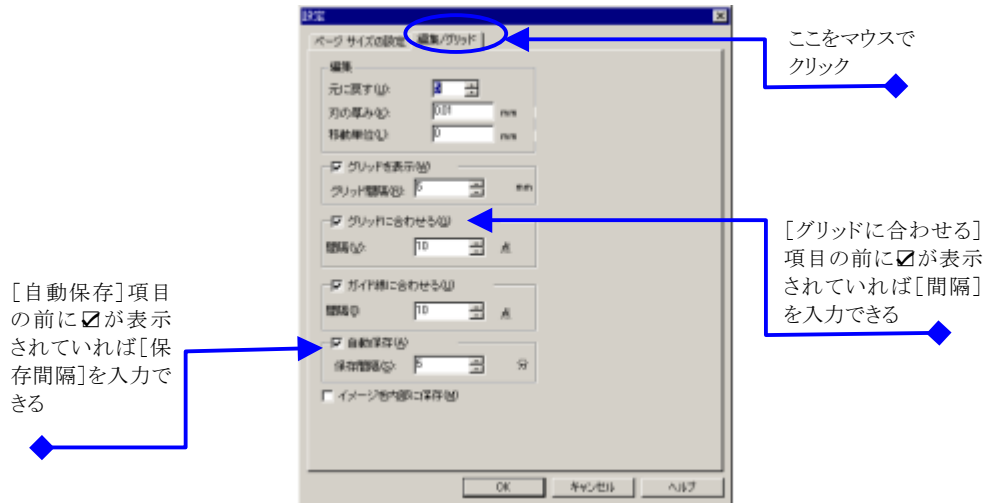 設定
ページ サイズの設定 編集/グリッド
ここをマウスで
クリック
編集
元に戻す(U):
刃の厚み(K): 0.01 mm
移動単位(L): 0 mm
グリッドを表示(W)
グリッド間隔(R): 5 mm
グリッドに合わせる(G)
間隔(V): 10 点
[グリッドに合わせる]
項目の前に☑が表示
されていれば[間隔]
を入力できる
ガイド線に合わせる(U)
間隔(I): 10 点
[自動保存]項目
の前に☑が表示
されていれば[保
存間隔]を入力で
きる
自動保存(A)
保存間隔(S): 5 分
イメージを内部に保存(M)
OK キャンセル ヘルプ